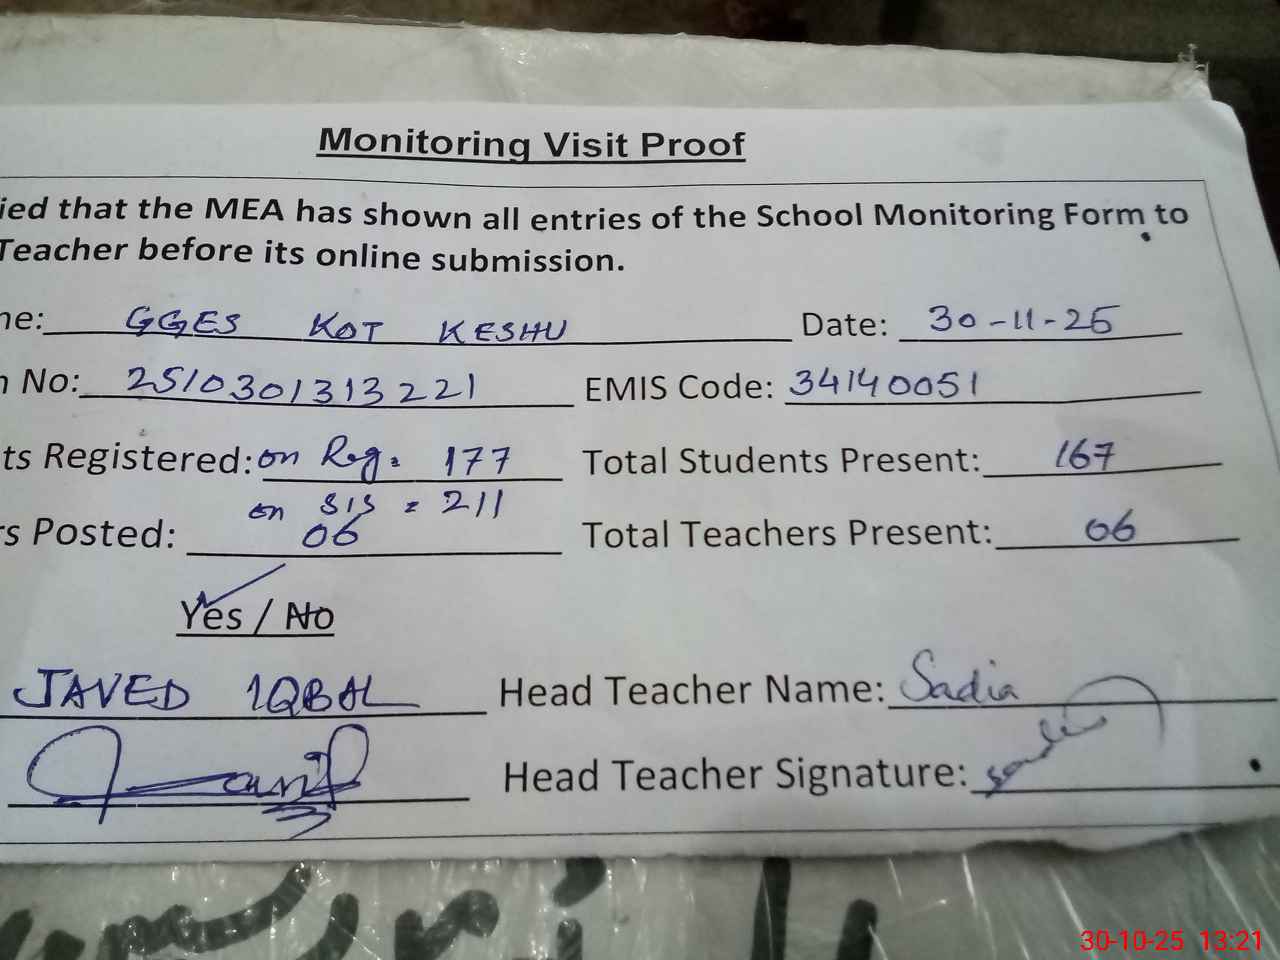 Monitoring Visit Proof
ied that the MEA has shown all entries of the School Monitoring Form to
Teacher before its online submission.
ne: GGES KOT KESHU Date: 30-11-25
n No: 2510301313221 EMIS Code: 34140051
ts Registered: on Reg. 177 Total Students Present: 167
on SIS = 211
rs Posted: 06 Total Teachers Present: 06
Yes / No
JAVED IQBAL Head Teacher Name: Sadia
Head Teacher Signature:
30-10-25 13:21